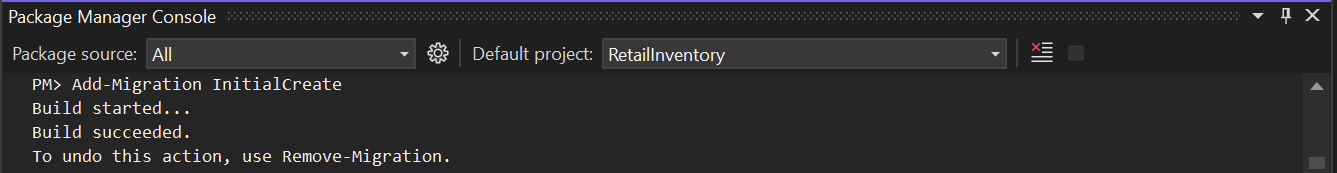 Package Manager Console
Package source: All Default project: RetailInventory
PM> Add-Migration InitialCreate
Build started...
Build succeeded.
To undo this action, use Remove-Migration.